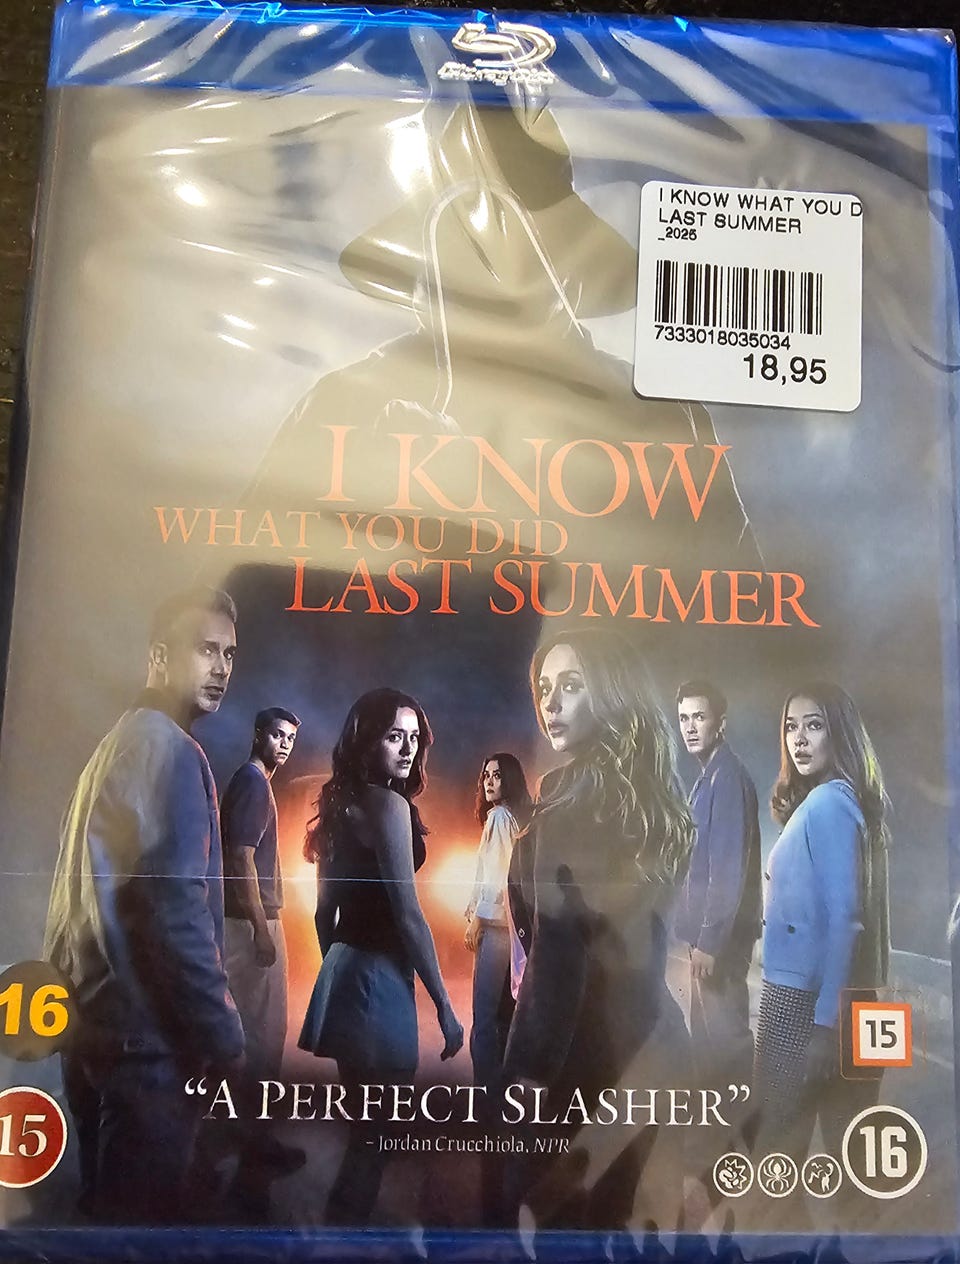 I KNOW WHAT YOU D
LAST SUMMER
_2025
7333018035034
18,95
I KNOW
WHAT YOU DID
LAST SUMMER
16
15
15
"A PERFECT SLASHER"
– Jordan Crucchiola, NPR
16